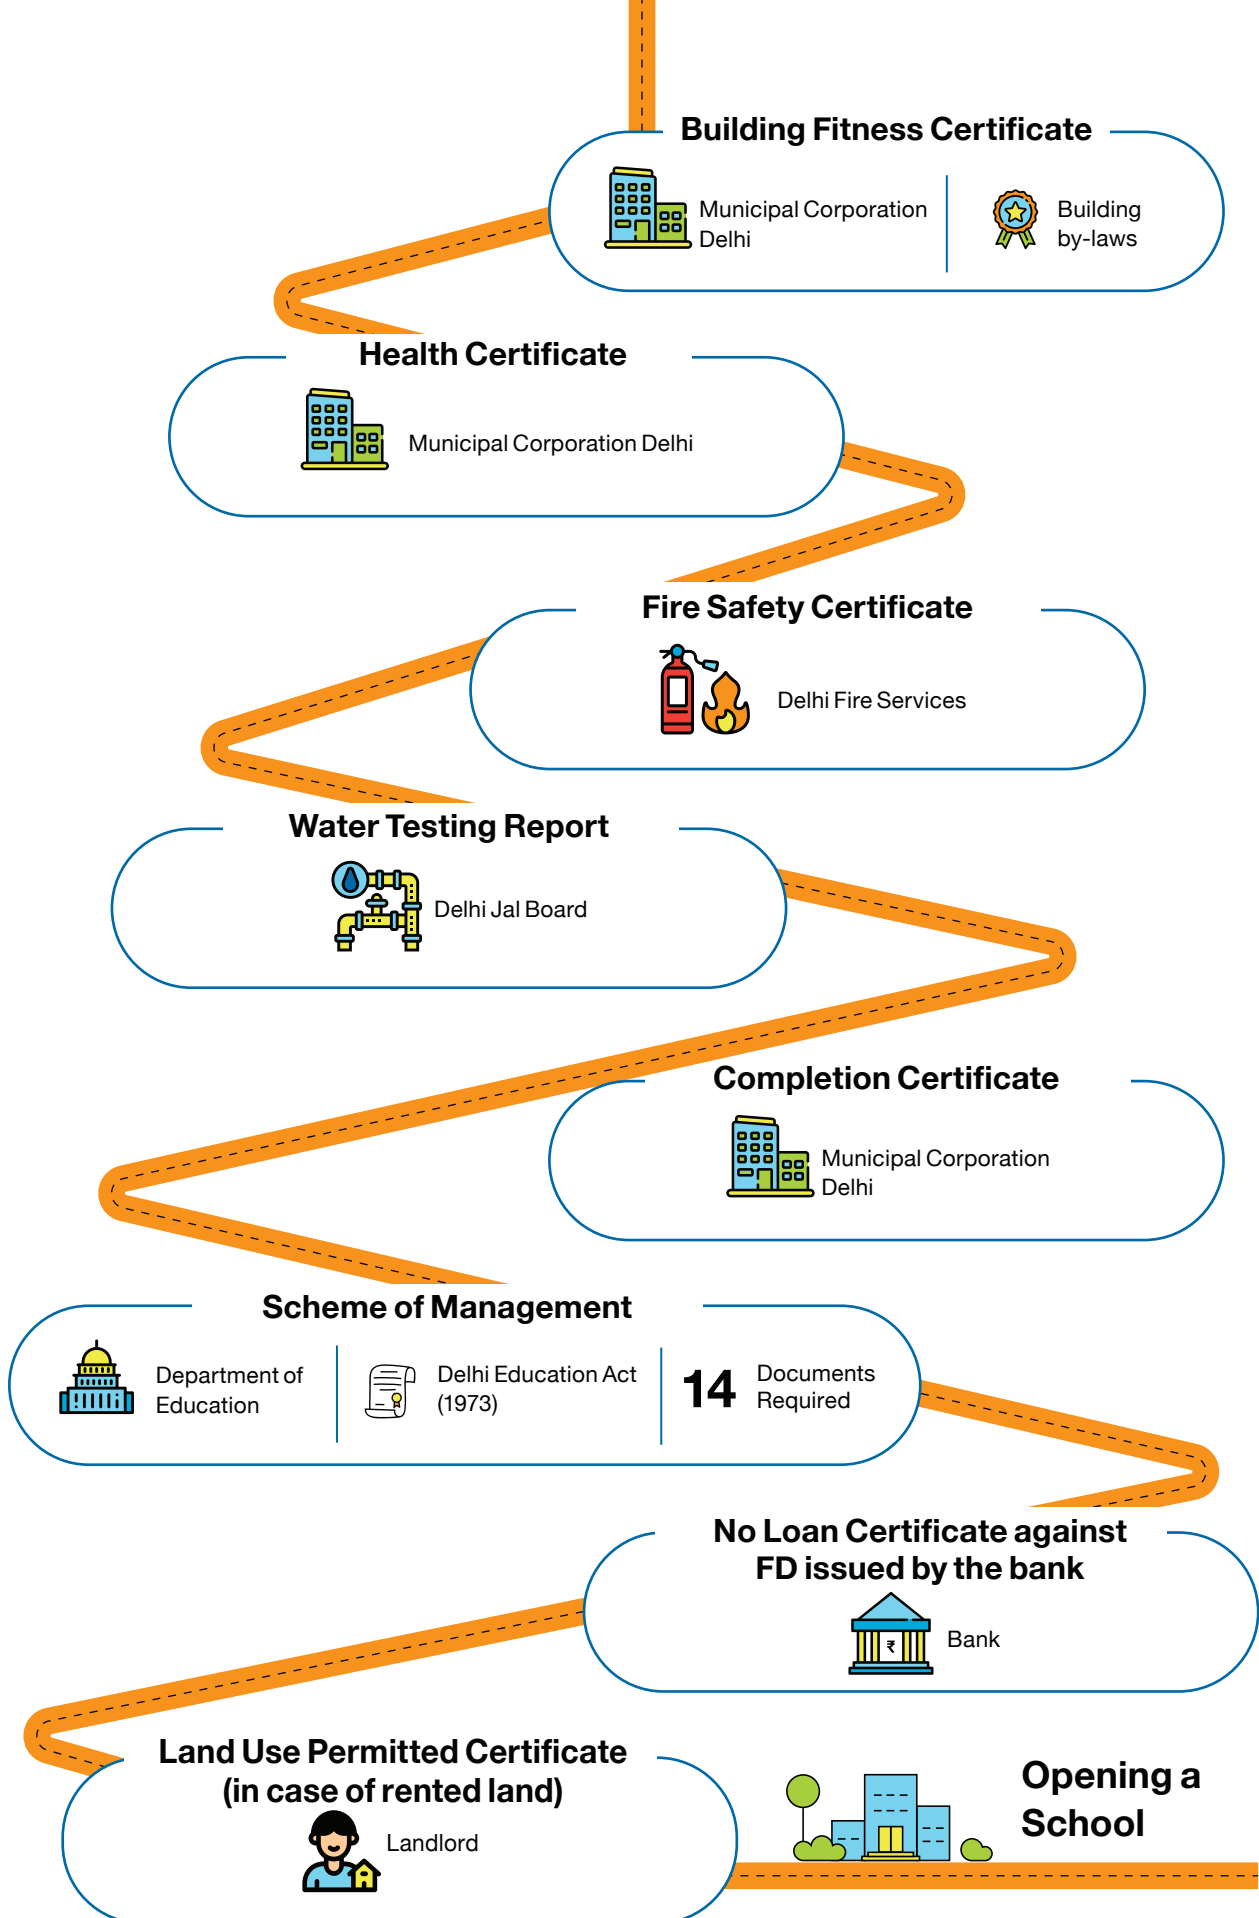 Building Fitness Certificate
Municipal Corporation
Delhi
Building
by-laws
Health Certificate
Municipal Corporation Delhi
Fire Safety Certificate
Delhi Fire Services
Water Testing Report
Delhi Jal Board
Completion Certificate
Municipal Corporation
Delhi
Scheme of Management
Department of
Education
Delhi Education Act
(1973)
14
Documents
Required
No Loan Certificate against
FD issued by the bank
₹
Bank
Land Use Permitted Certificate
(in case of rented land)
Landlord
Opening a
School